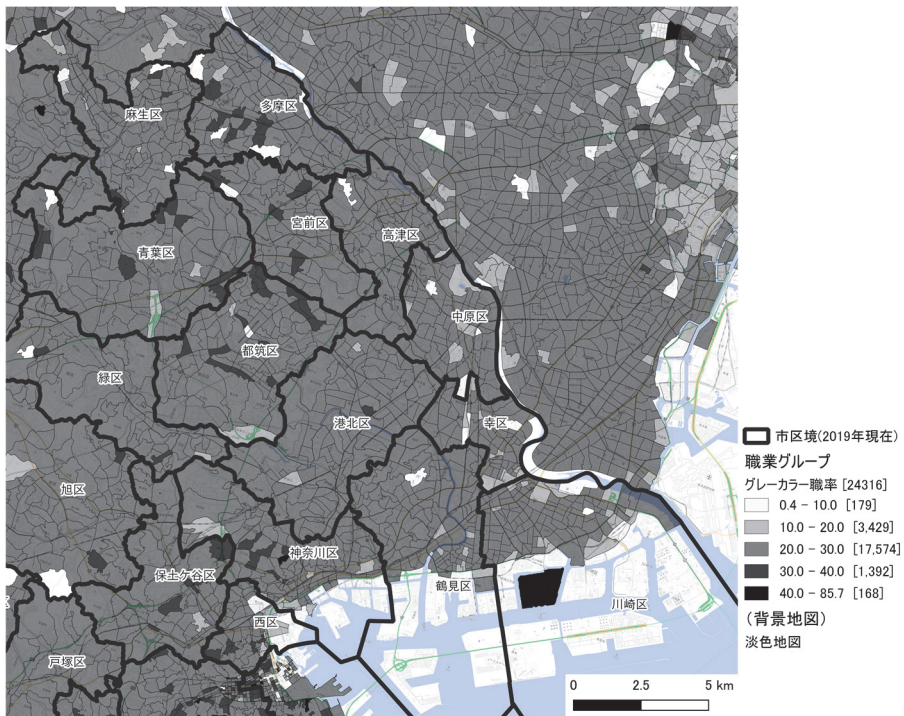 麻生区
多摩区
宮前区
高津区
青葉区
中原区
都筑区
緑区
港北区
幸区
旭区
神奈川区
保土ケ谷区
鶴見区
川崎区
西区
戸塚区
市区境(2019年現在)
職業グループ
グレーカラー職率 [24316]
0.4 - 10.0 [179]
10.0 - 20.0 [3,429]
20.0 - 30.0 [17,574]
30.0 - 40.0 [1,392]
40.0 - 85.7 [168]
(背景地図)
淡色地図
0 2.5 5 km